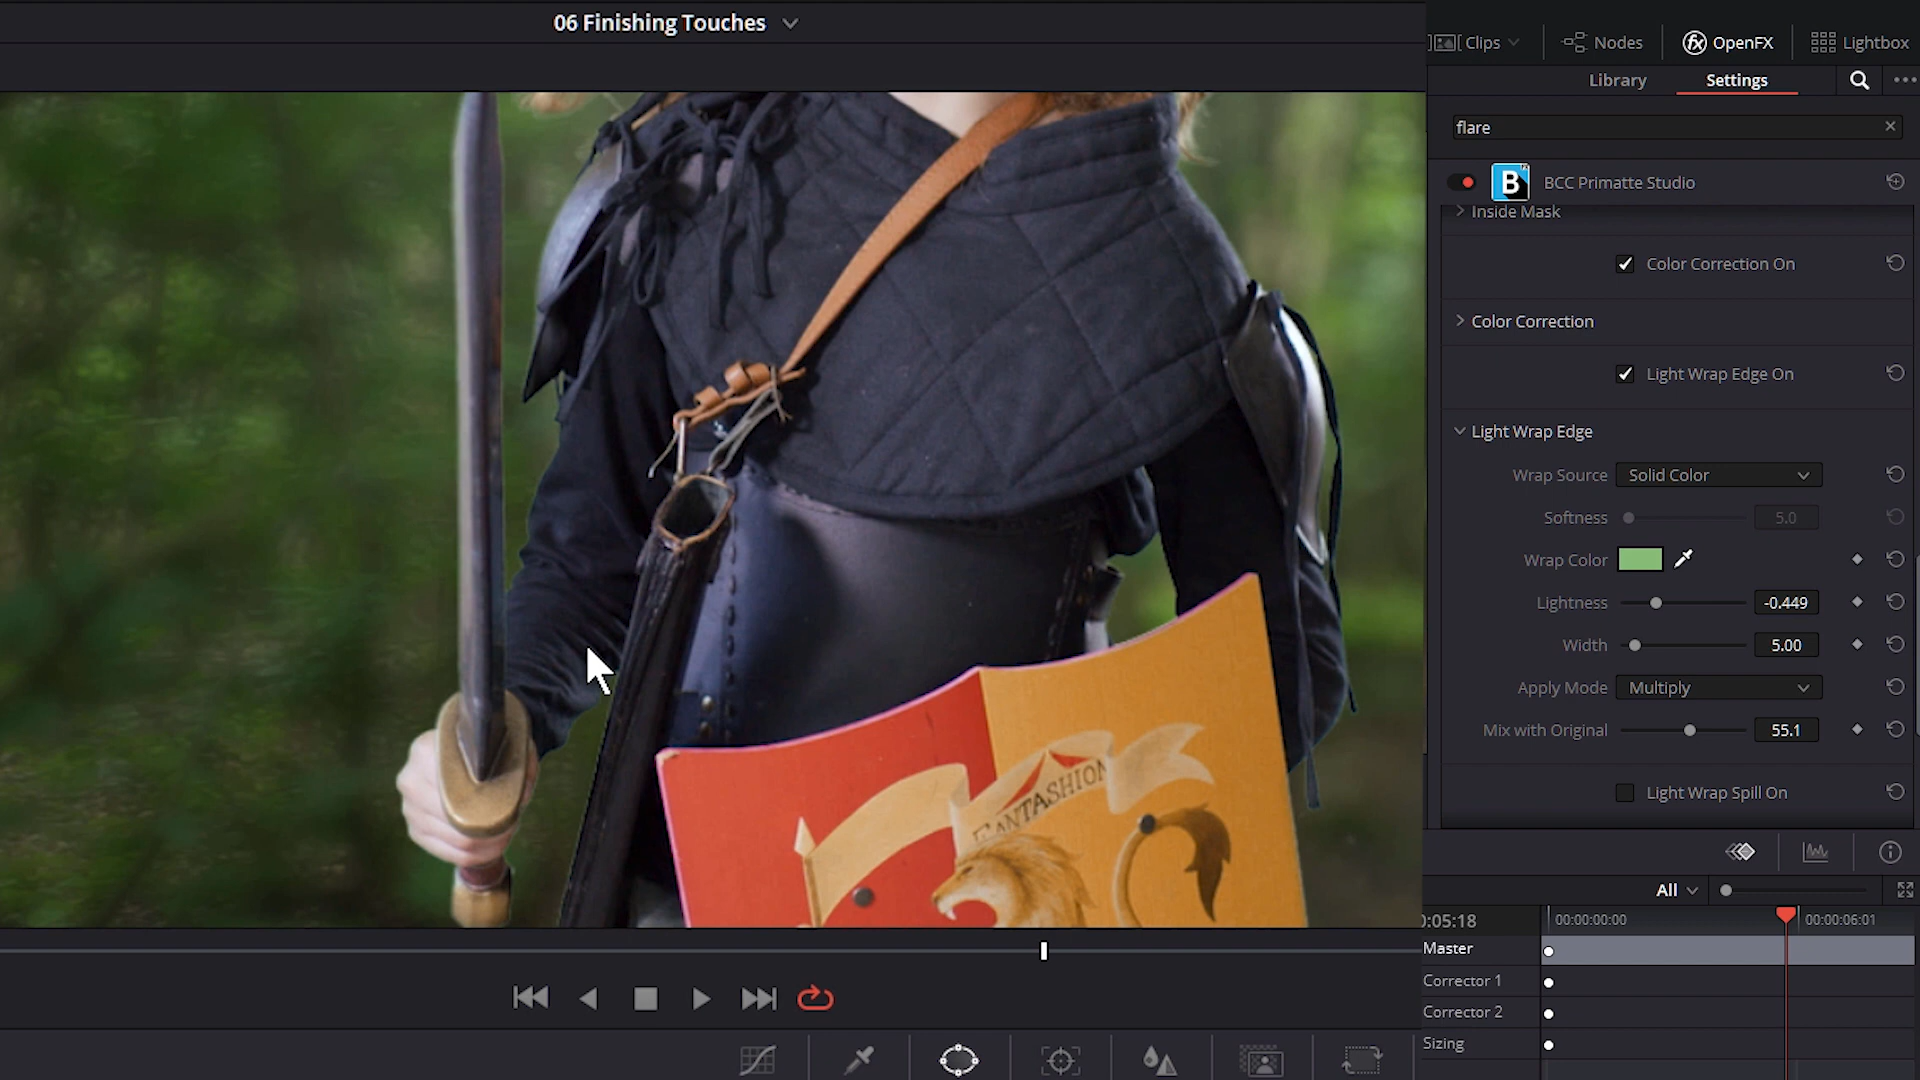 06 Finishing Touches
Clips
Nodes
fx OpenFX
Lightbox
Library
Settings
flare
B BCC Primatte Studio
Inside Mask
Color Correction On
Color Correction
Light Wrap Edge On
Light Wrap Edge
Wrap Source Solid Color
Softness 5.0
Wrap Color
Lightness -0.449
Width 5.00
Apply Mode Multiply
Mix with Original 55.1
Light Wrap Spill On
FANTASHION
All
0:05:18 00:00:00:00 00:00:06:01
Master
Corrector 1
Corrector 2
Sizing